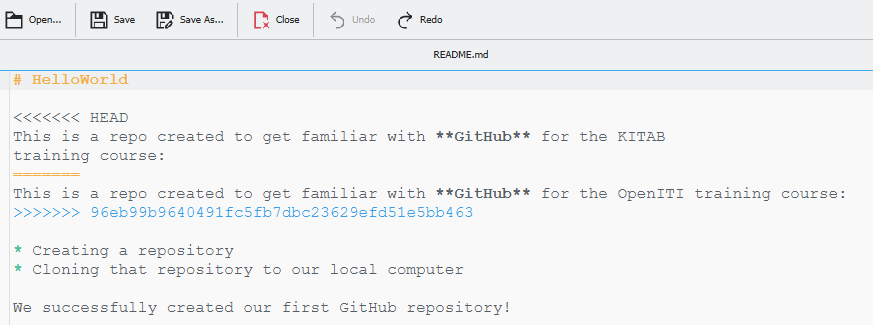 Open... Save Save As... Close Undo Redo
README.md
# HelloWorld
<<<<<<< HEAD
This is a repo created to get familiar with **GitHub** for the KITAB
training course:
=======
This is a repo created to get familiar with **GitHub** for the OpenITI training course:
>>>>>>> 96eb99b9640491fc5fb7dbc23629efd51e5bb463
* Creating a repository
* Cloning that repository to our local computer
We successfully created our first GitHub repository!